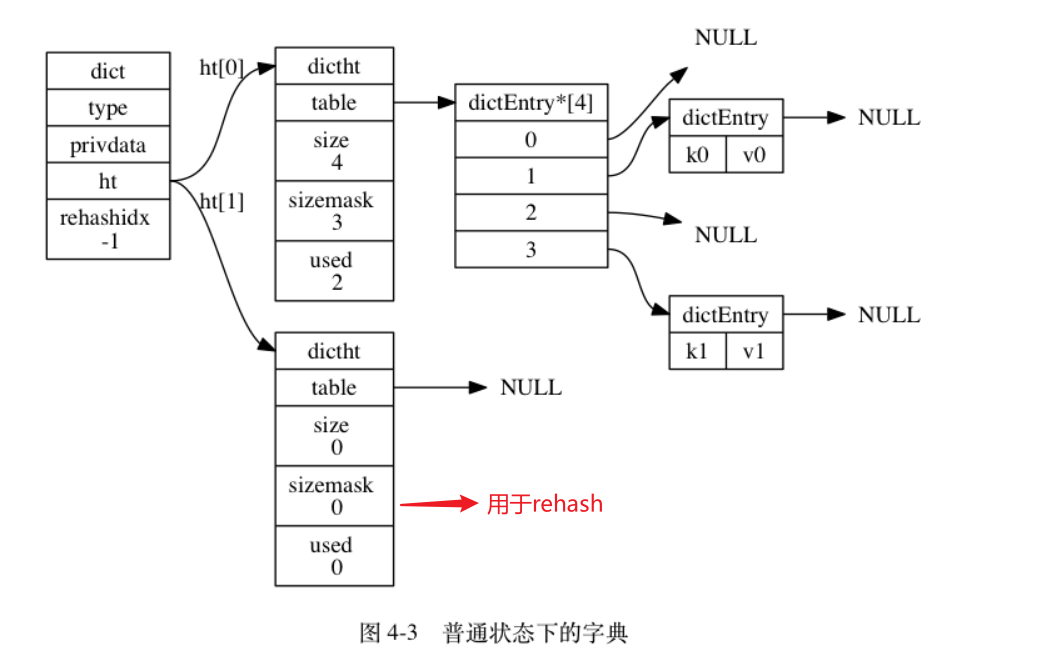 dict
type
privdata
ht
rehashidx
-1
ht[0]
ht[1]
dictht
table
size
4
sizemask
3
used
2
dictht
table
size
0
sizemask
0
used
0
dictEntry*[4]
0
1
2
3
NULL
dictEntry
k0 v0
NULL
NULL
dictEntry
k1 v1
NULL
NULL
用于rehash
图 4-3 普通状态下的字典